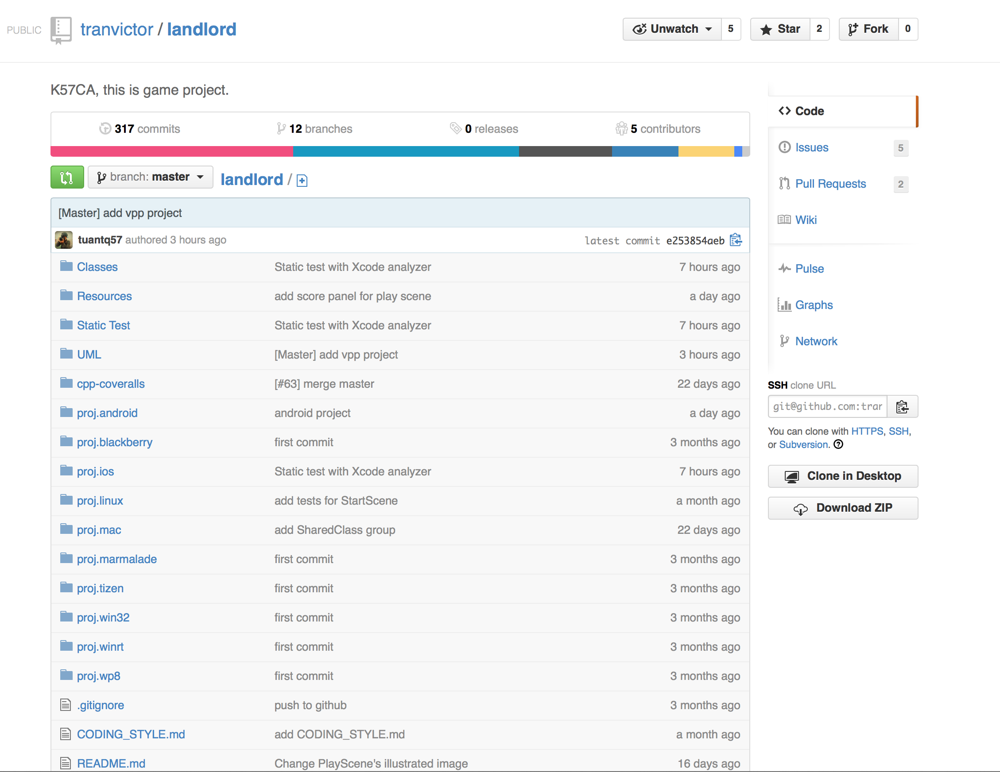 PUBLIC tranvictor / landlord Unwatch 5 Star 2 Fork 0
K57CA, this is game project.
317 commits 12 branches 0 releases 5 contributors
branch: master landlord /
[Master] add vpp project
tuantq57 authored 3 hours ago latest commit e253854aeb
Classes Static test with Xcode analyzer 7 hours ago
Resources add score panel for play scene a day ago
Static Test Static test with Xcode analyzer 7 hours ago
UML [Master] add vpp project 3 hours ago
cpp-coveralls [#63] merge master 22 days ago
proj.android android project a day ago
proj.blackberry first commit 3 months ago
proj.ios Static test with Xcode analyzer 7 hours ago
proj.linux add tests for StartScene a month ago
proj.mac add SharedClass group 22 days ago
proj.marmalade first commit 3 months ago
proj.tizen first commit 3 months ago
proj.win32 first commit 3 months ago
proj.winrt first commit 3 months ago
proj.wp8 first commit 3 months ago
.gitignore push to github 3 months ago
CODING_STYLE.md add CODING_STYLE.md a month ago
README.md Change PlayScene's illustrated image 16 days ago
Code
Issues 5
Pull Requests 2
Wiki
Pulse
Graphs
Network
SSH clone URL
git@github.com:trar
You can clone with HTTPS, SSH,
or Subversion.
Clone in Desktop
Download ZIP